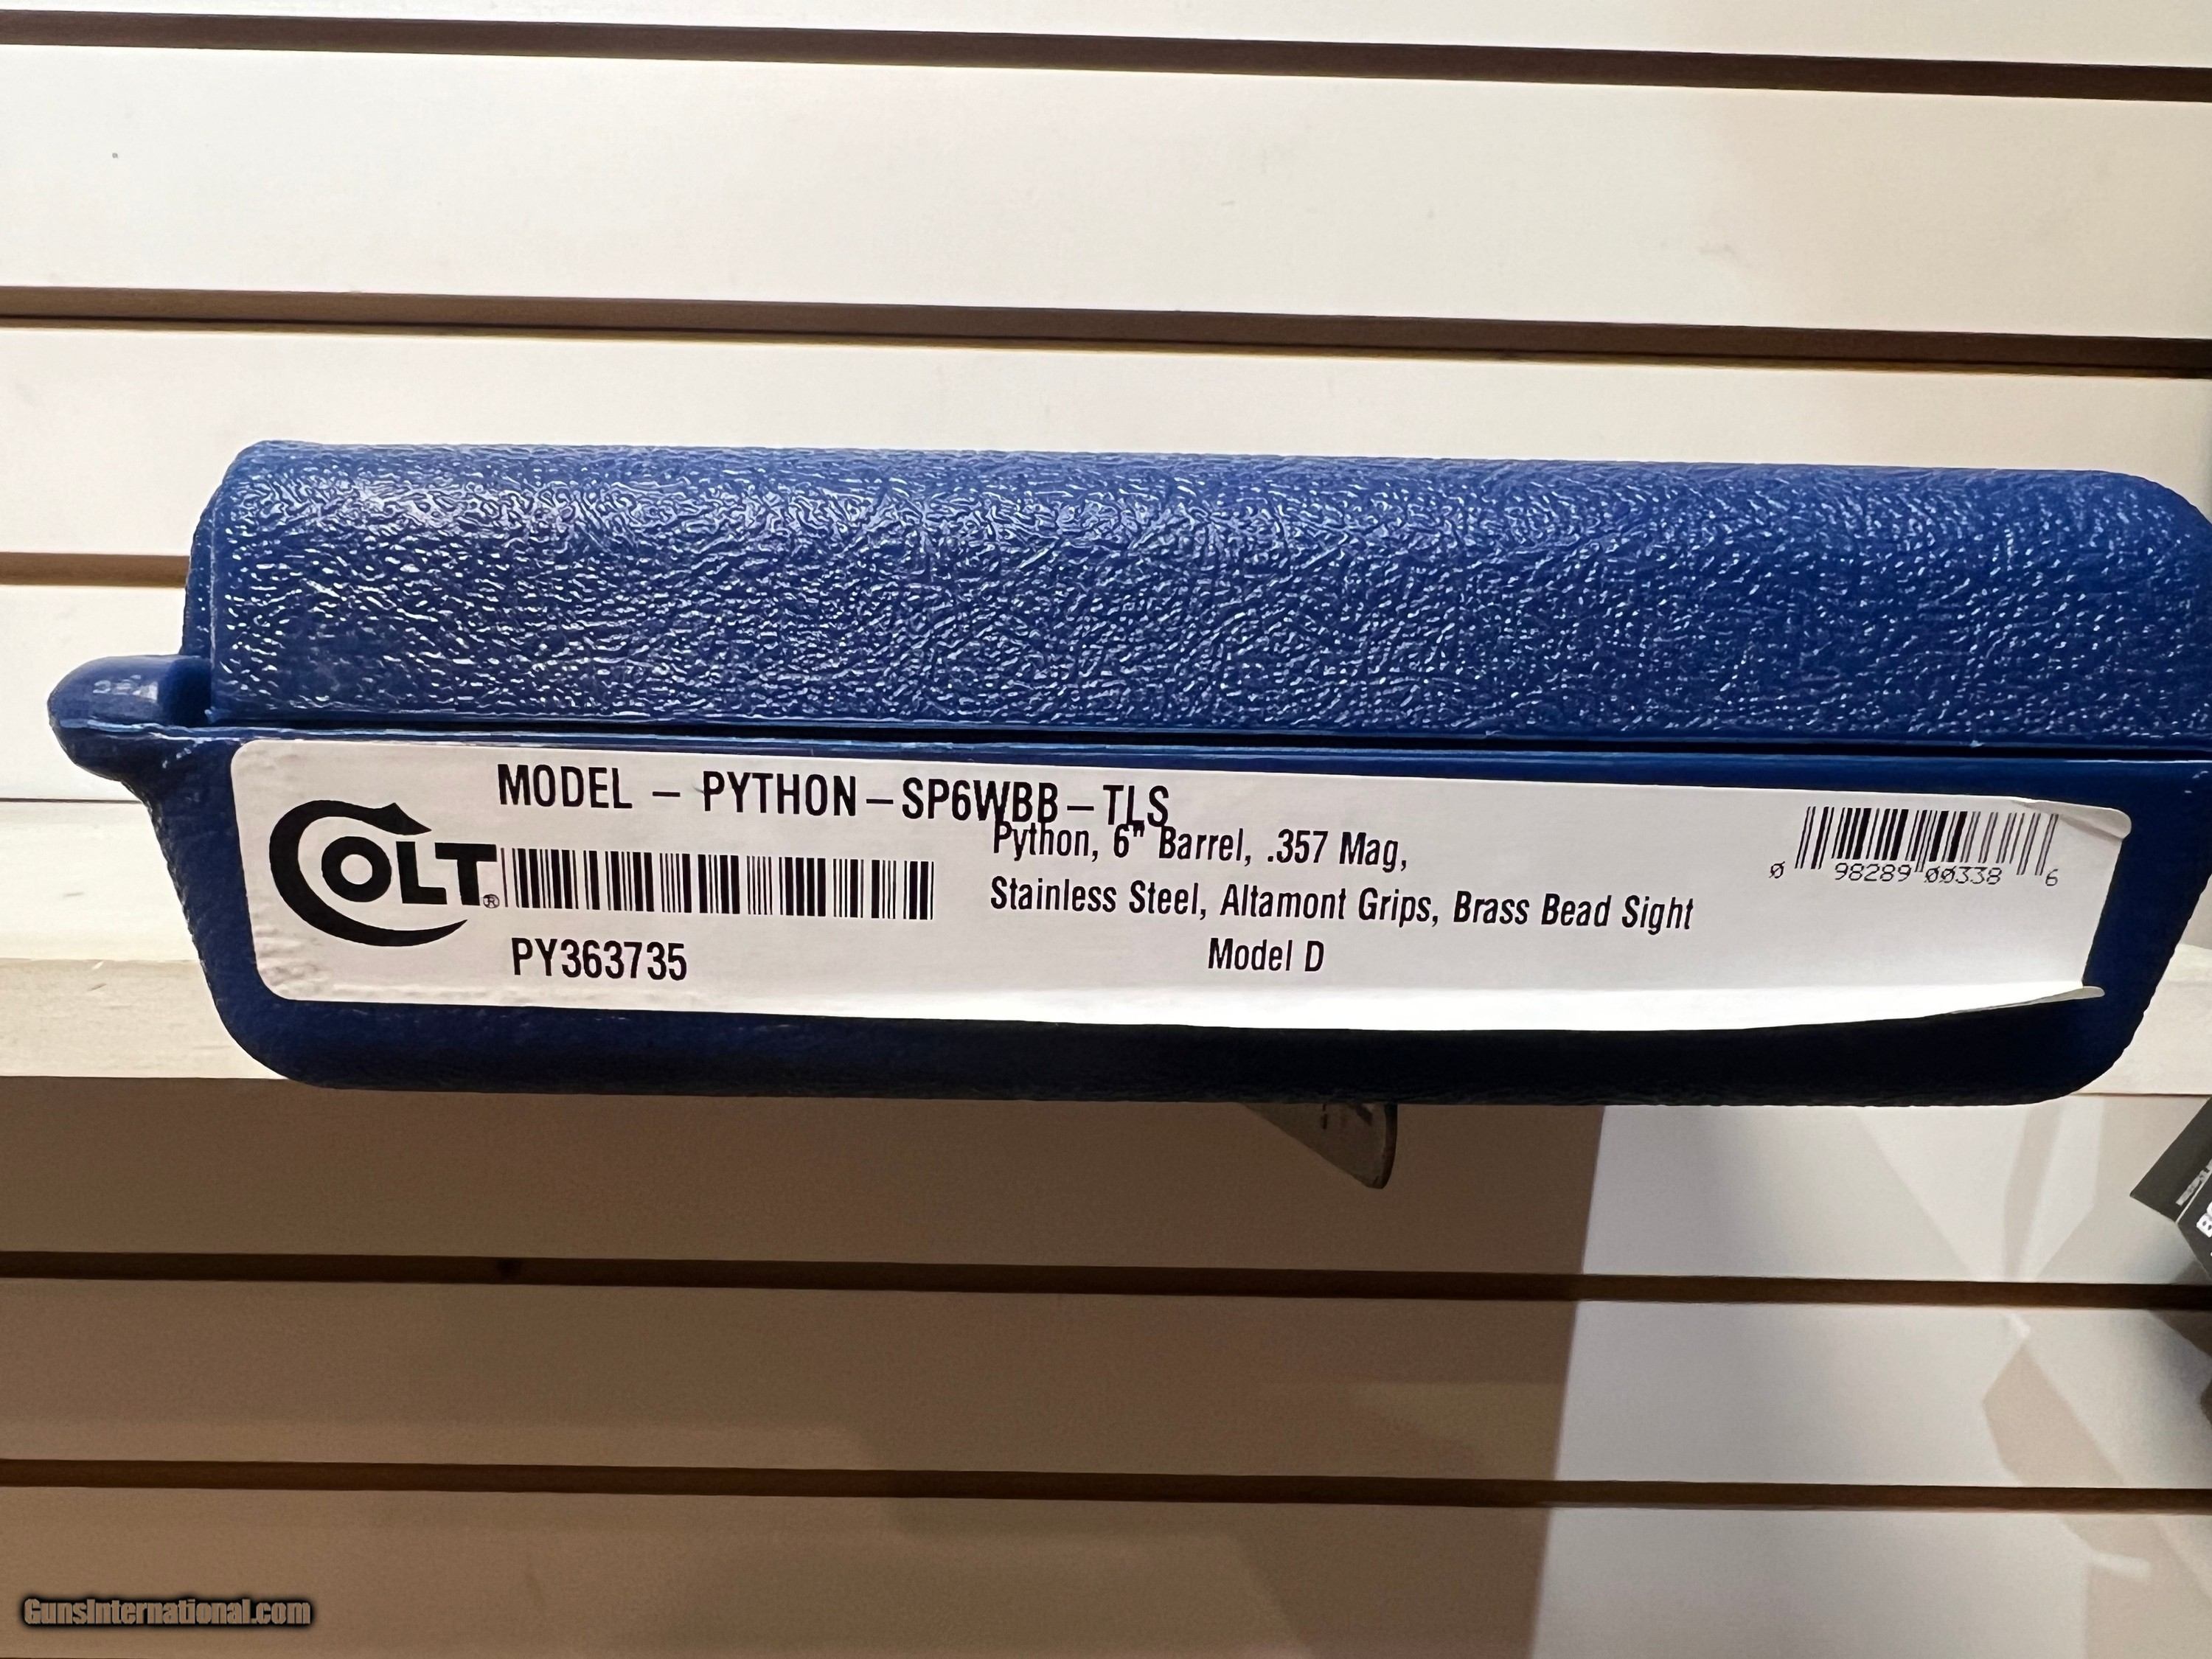 MODEL – PYTHON – SP6WBB – TLS
COLT®
PY363735
Python, 6" Barrel, .357 Mag,
Stainless Steel, Altamont Grips, Brass Bead Sight
Model D
0 98289 00338 6
GunsInternational.com